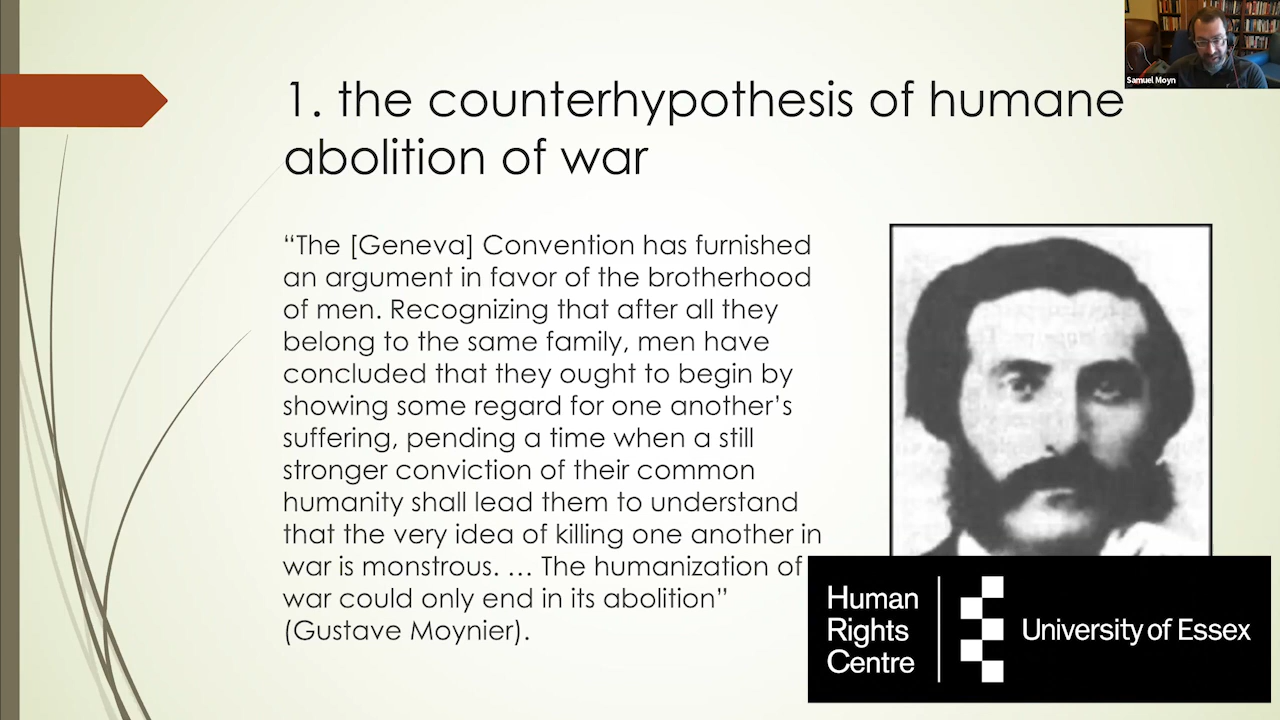 Samuel Moyn
1. the counterhypothesis of humane
abolition of war
“The [Geneva] Convention has furnished
an argument in favor of the brotherhood
of men. Recognizing that after all they
belong to the same family, men have
concluded that they ought to begin by
showing some regard for one another’s
suffering, pending a time when a still
stronger conviction of their common
humanity shall lead them to understand
that the very idea of killing one another in
war is monstrous. … The humanization of
war could only end in its abolition”
(Gustave Moynier).
Human
Rights
Centre
University of Essex